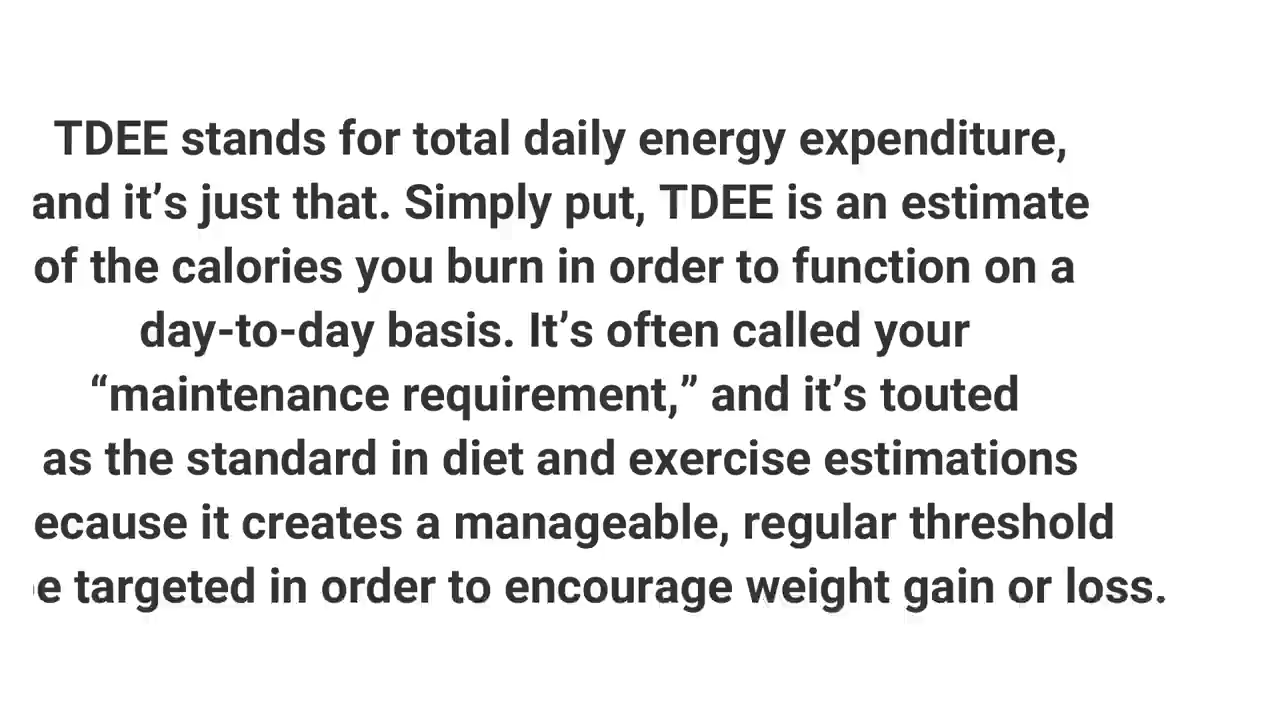 TDEE stands for total daily energy expenditure,
and it’s just that. Simply put, TDEE is an estimate
of the calories you burn in order to function on a
day-to-day basis. It’s often called your
“maintenance requirement,” and it’s touted
as the standard in diet and exercise estimations
ecause it creates a manageable, regular threshold
e targeted in order to encourage weight gain or loss.